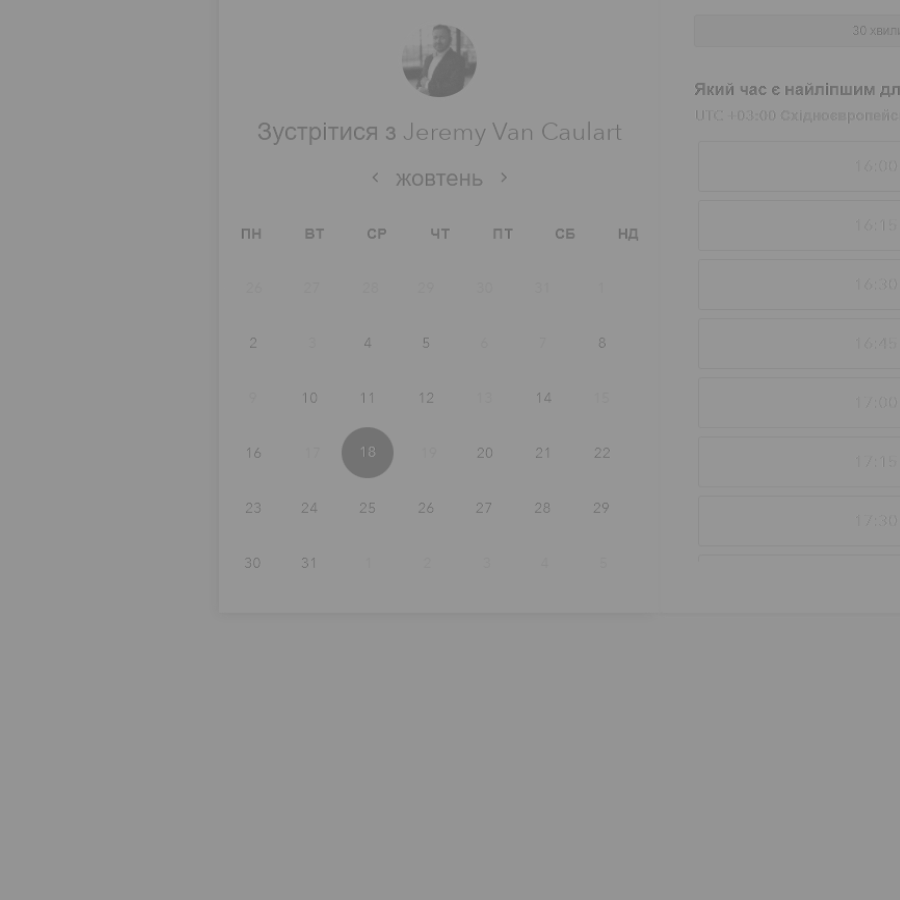 Зустрітися з Jeremy Van Caulart
жовтень
ПН ВТ СР ЧТ ПТ СБ НД
26 27 28 29 30 31 1
2 3 4 5 6 7 8
9 10 11 12 13 14 15
16 17 18 19 20 21 22
23 24 25 26 27 28 29
30 31 1 2 3 4 5
30 хвил
Який час є найліпшим дл
UTC +03:00 Східноєвропейс
16:00
16:15
16:30
16:45
17:00
17:15
17:30